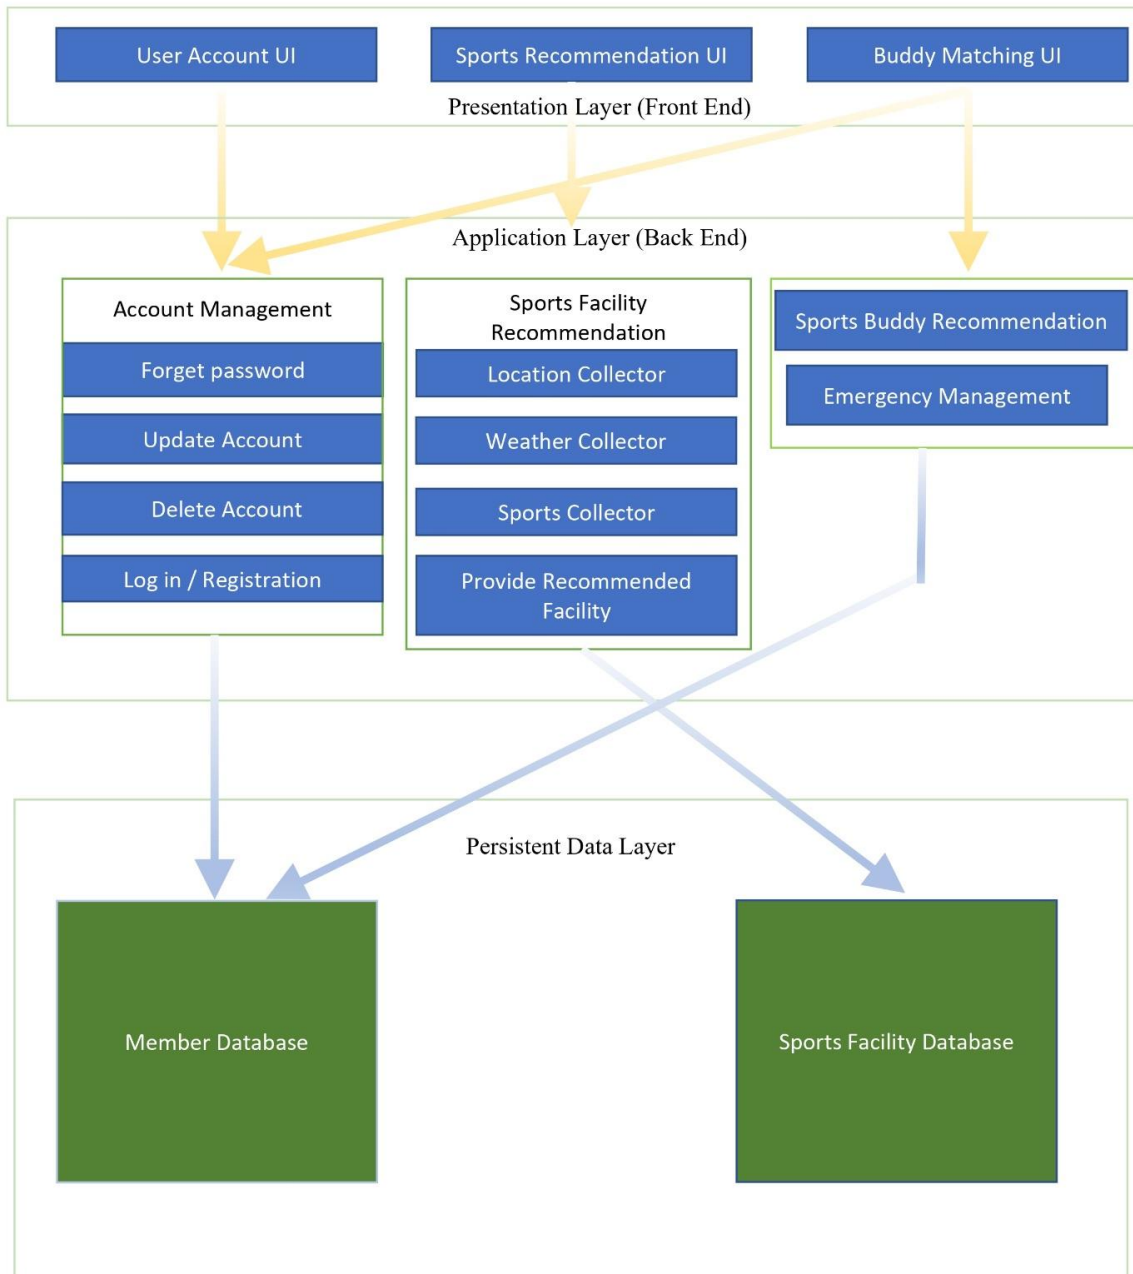 User Account UI
Sports Recommendation UI
Buddy Matching UI
Presentation Layer (Front End)
Application Layer (Back End)
Account Management
Forget password
Update Account
Delete Account
Log in / Registration
Sports Facility
Recommendation
Location Collector
Weather Collector
Sports Collector
Provide Recommended
Facility
Sports Buddy Recommendation
Emergency Management
Persistent Data Layer
Member Database
Sports Facility Database